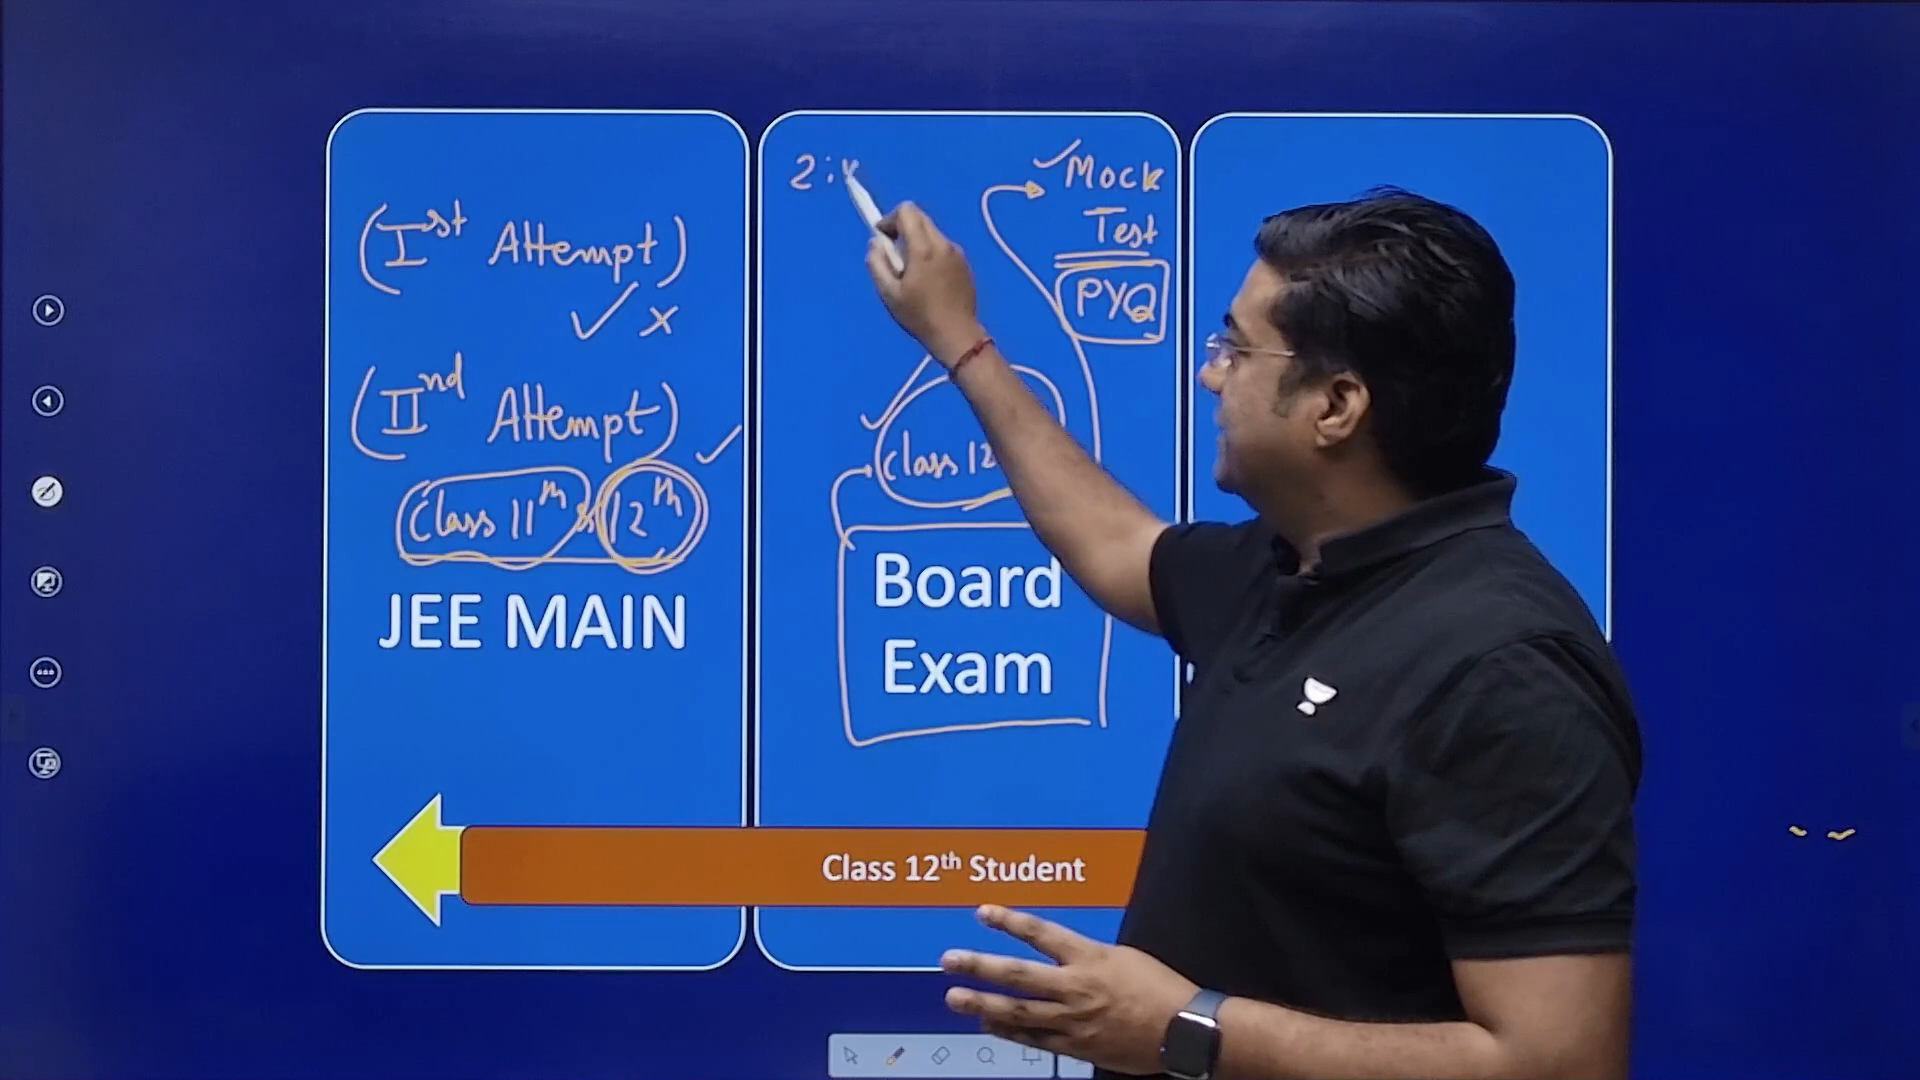 (Ist Attempt)
✓ x
(IInd Attempt) ✓
Class 11th & 12th
JEE MAIN
2:
✓ Mock
Test
PYQ
Class 12
Board
Exam
Class 12th Student